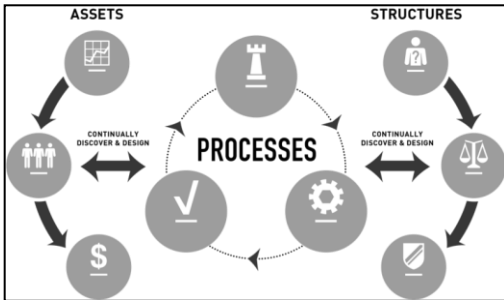 ASSETS
STRUCTURES
?
CONTINUALLY
DISCOVER & DESIGN
PROCESSES
CONTINUALLY
DISCOVER & DESIGN
$